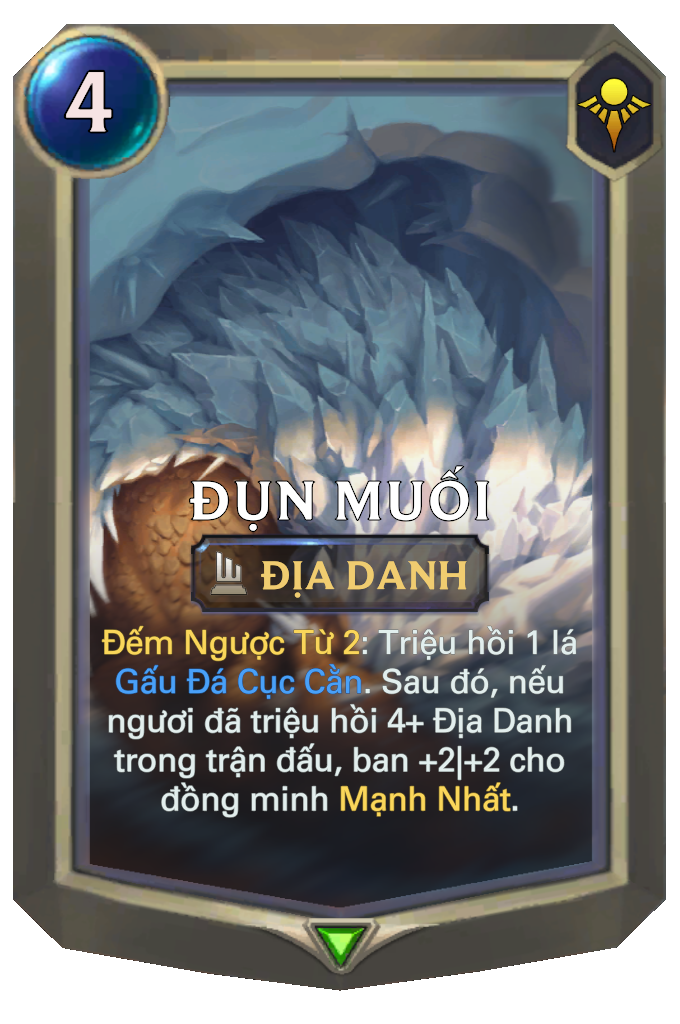 4
ĐỤN MUỐI
ĐỊA DANH
Đếm Ngược Từ 2: Triệu hồi 1 lá
Gấu Đá Cục Cằn. Sau đó, nếu
ngươi đã triệu hồi 4+ Địa Danh
trong trận đấu, ban +2|+2 cho
đồng minh Mạnh Nhất.